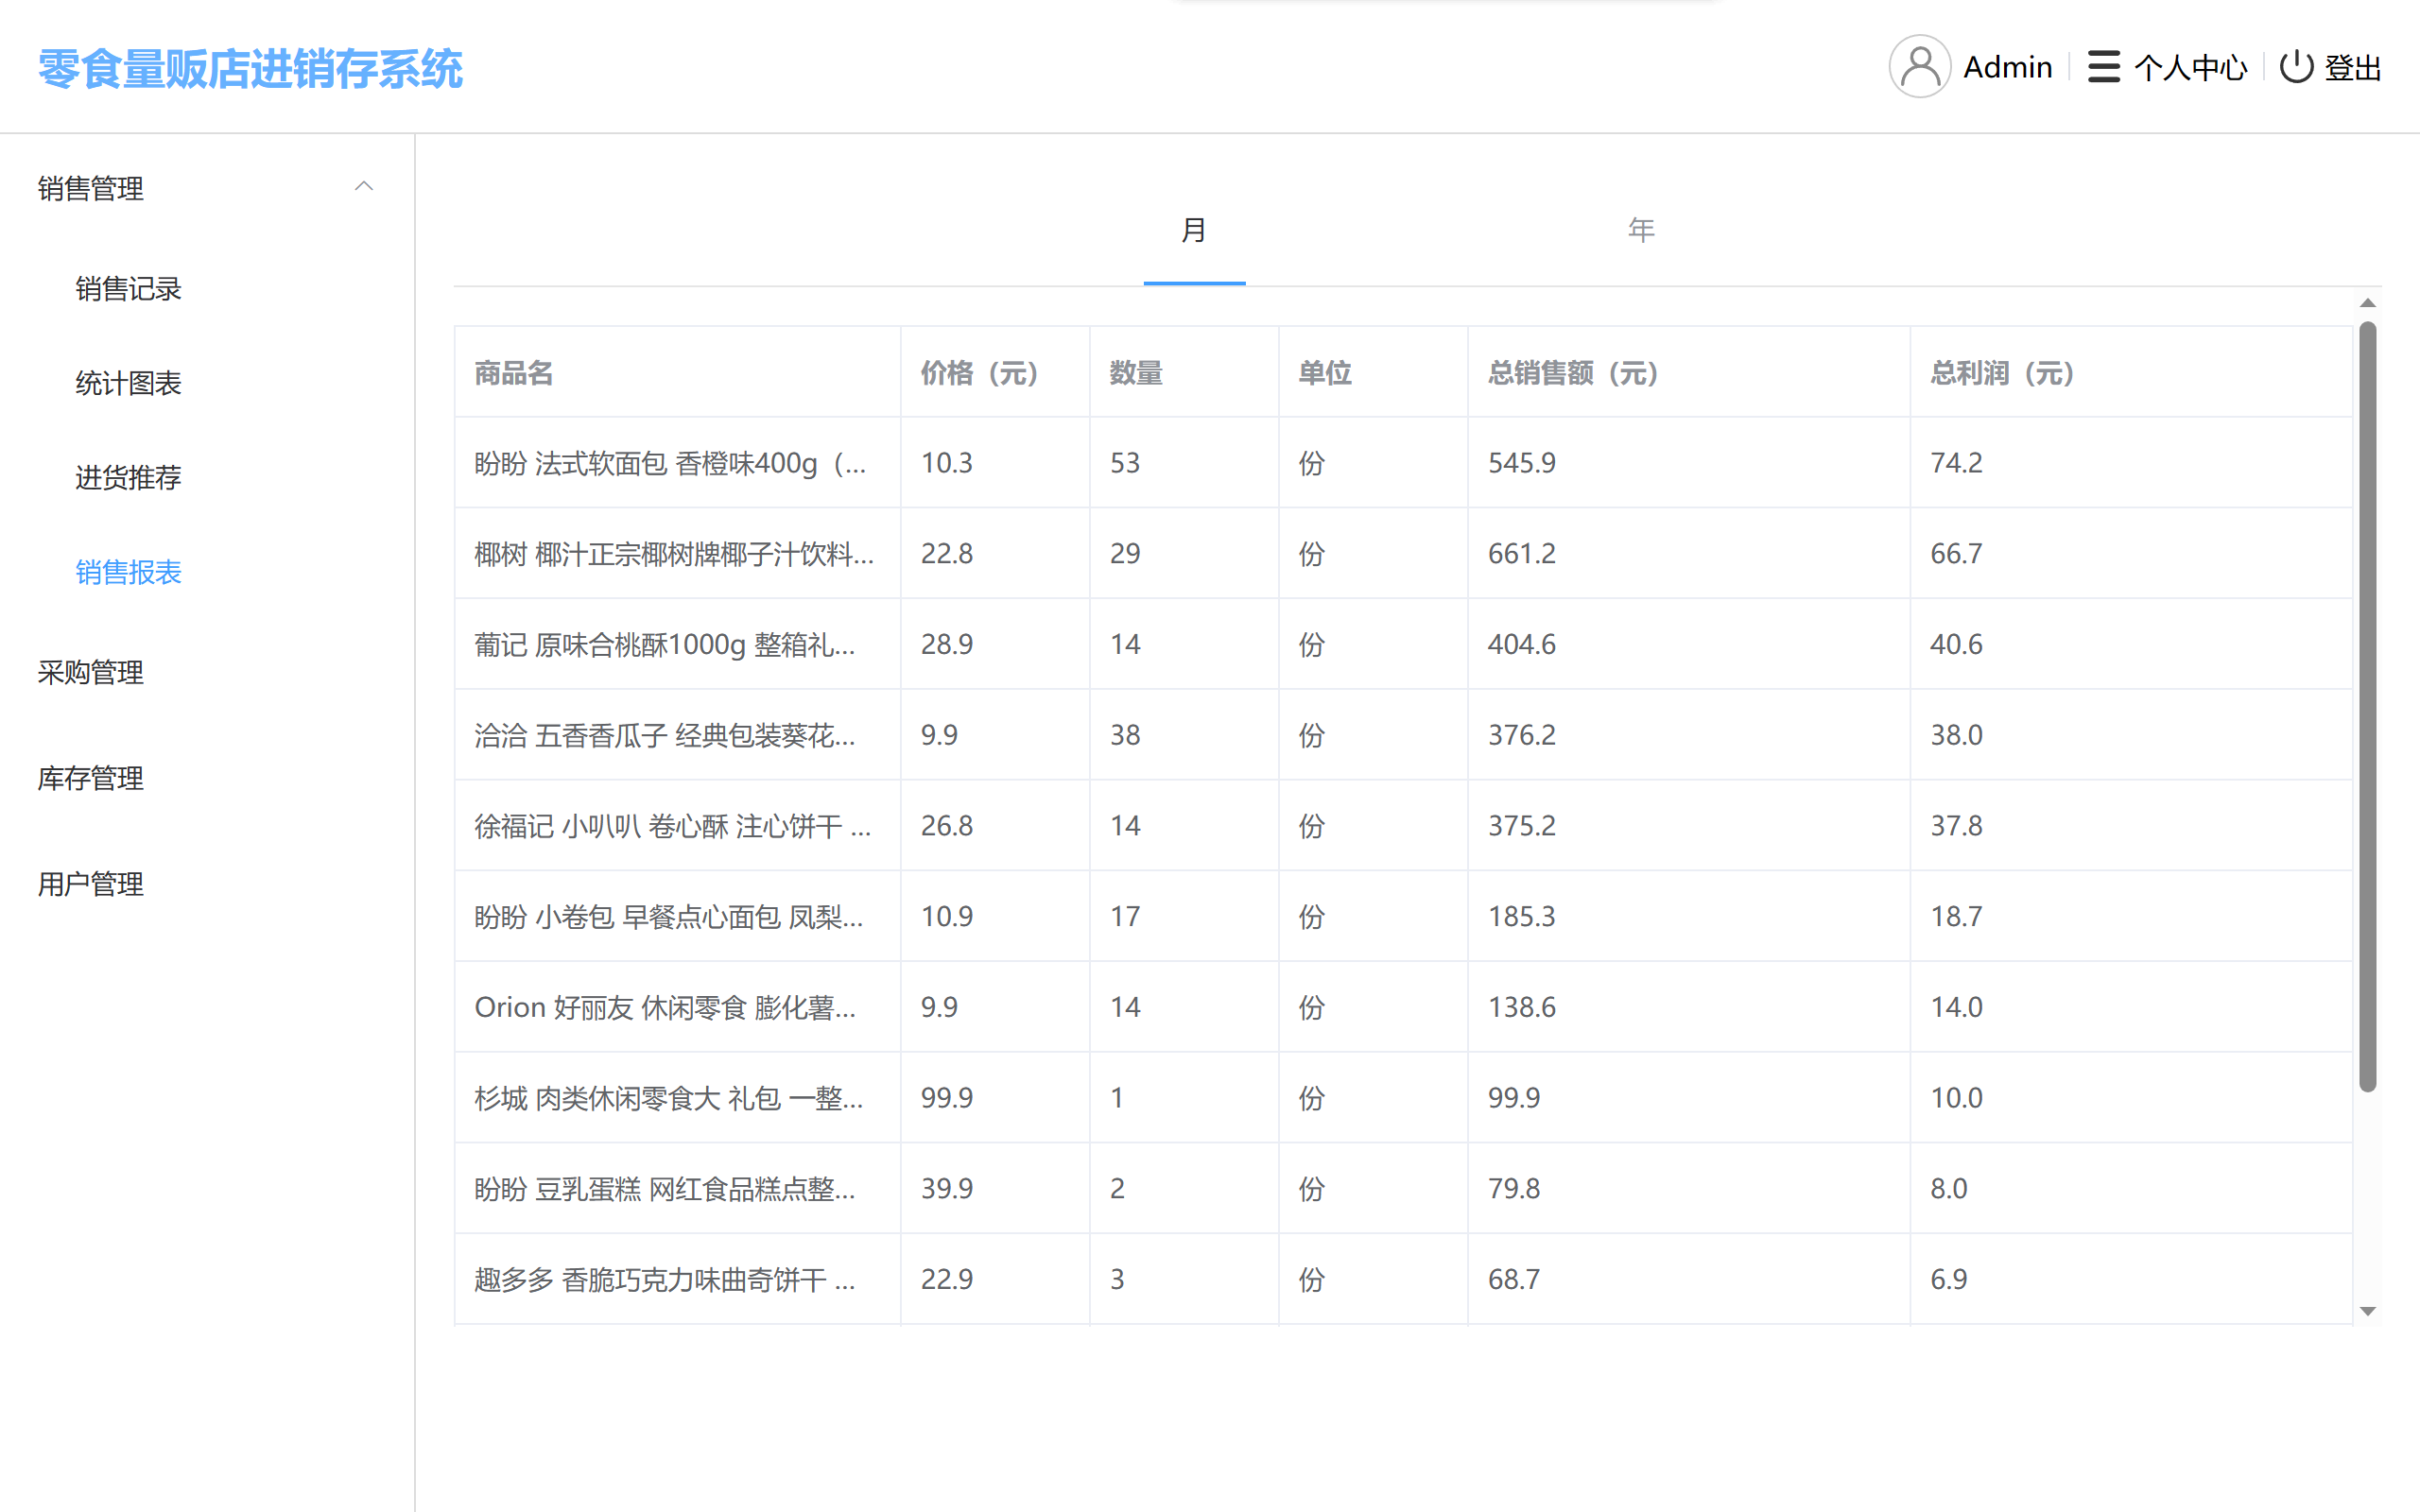 零食量贩店进销存系统
Admin 个人中心 登出
销售管理
销售记录
统计图表
进货推荐
销售报表
采购管理
库存管理
用户管理
月 年
商品名 价格（元） 数量 单位 总销售额（元） 总利润（元）
盼盼 法式软面包 香橙味400g（... 10.3 53 份 545.9 74.2
椰树 椰汁正宗椰树牌椰子汁饮料... 22.8 29 份 661.2 66.7
葡记 原味合桃酥1000g 整箱礼... 28.9 14 份 404.6 40.6
洽洽 五香香瓜子 经典包装葵花... 9.9 38 份 376.2 38.0
徐福记 小叭叭 卷心酥 注心饼干 ... 26.8 14 份 375.2 37.8
盼盼 小卷包 早餐点心面包 凤梨... 10.9 17 份 185.3 18.7
Orion 好丽友 休闲零食 膨化薯... 9.9 14 份 138.6 14.0
杉城 肉类休闲零食大 礼包 一整... 99.9 1 份 99.9 10.0
盼盼 豆乳蛋糕 网红食品糕点整... 39.9 2 份 79.8 8.0
趣多多 香脆巧克力味曲奇饼干 ... 22.9 3 份 68.7 6.9